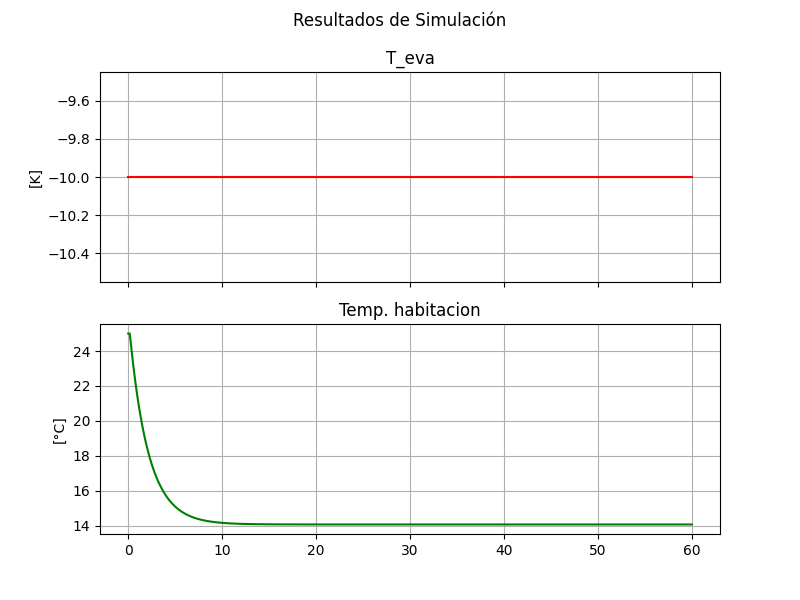 Resultados de Simulación
T_eva
−9.6
−9.8
−10.0
−10.2
−10.4
[K]
Temp. habitacion
24
22
20
18
16
14
[°C]
0 10 20 30 40 50 60